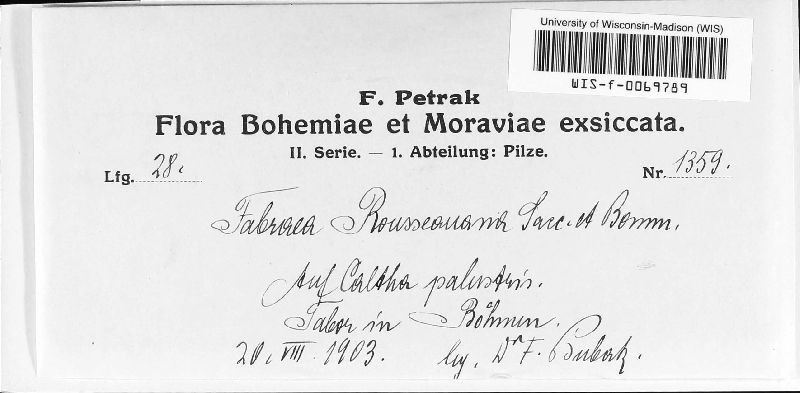 University of Wisconsin-Madison (WIS)
WIS-f-0069789
F. Petrak
Flora Bohemiae et Moraviae exsiccata.
II. Serie. — 1. Abteilung: Pilze.
Lfg. 28. Nr. 1359.
Fabraea Rousseauana Sacc. et Bomm.
Auf Caltha palustris.
Tabor in Böhmen.
20. VIII. 1903. leg. Dr F. Bubak.